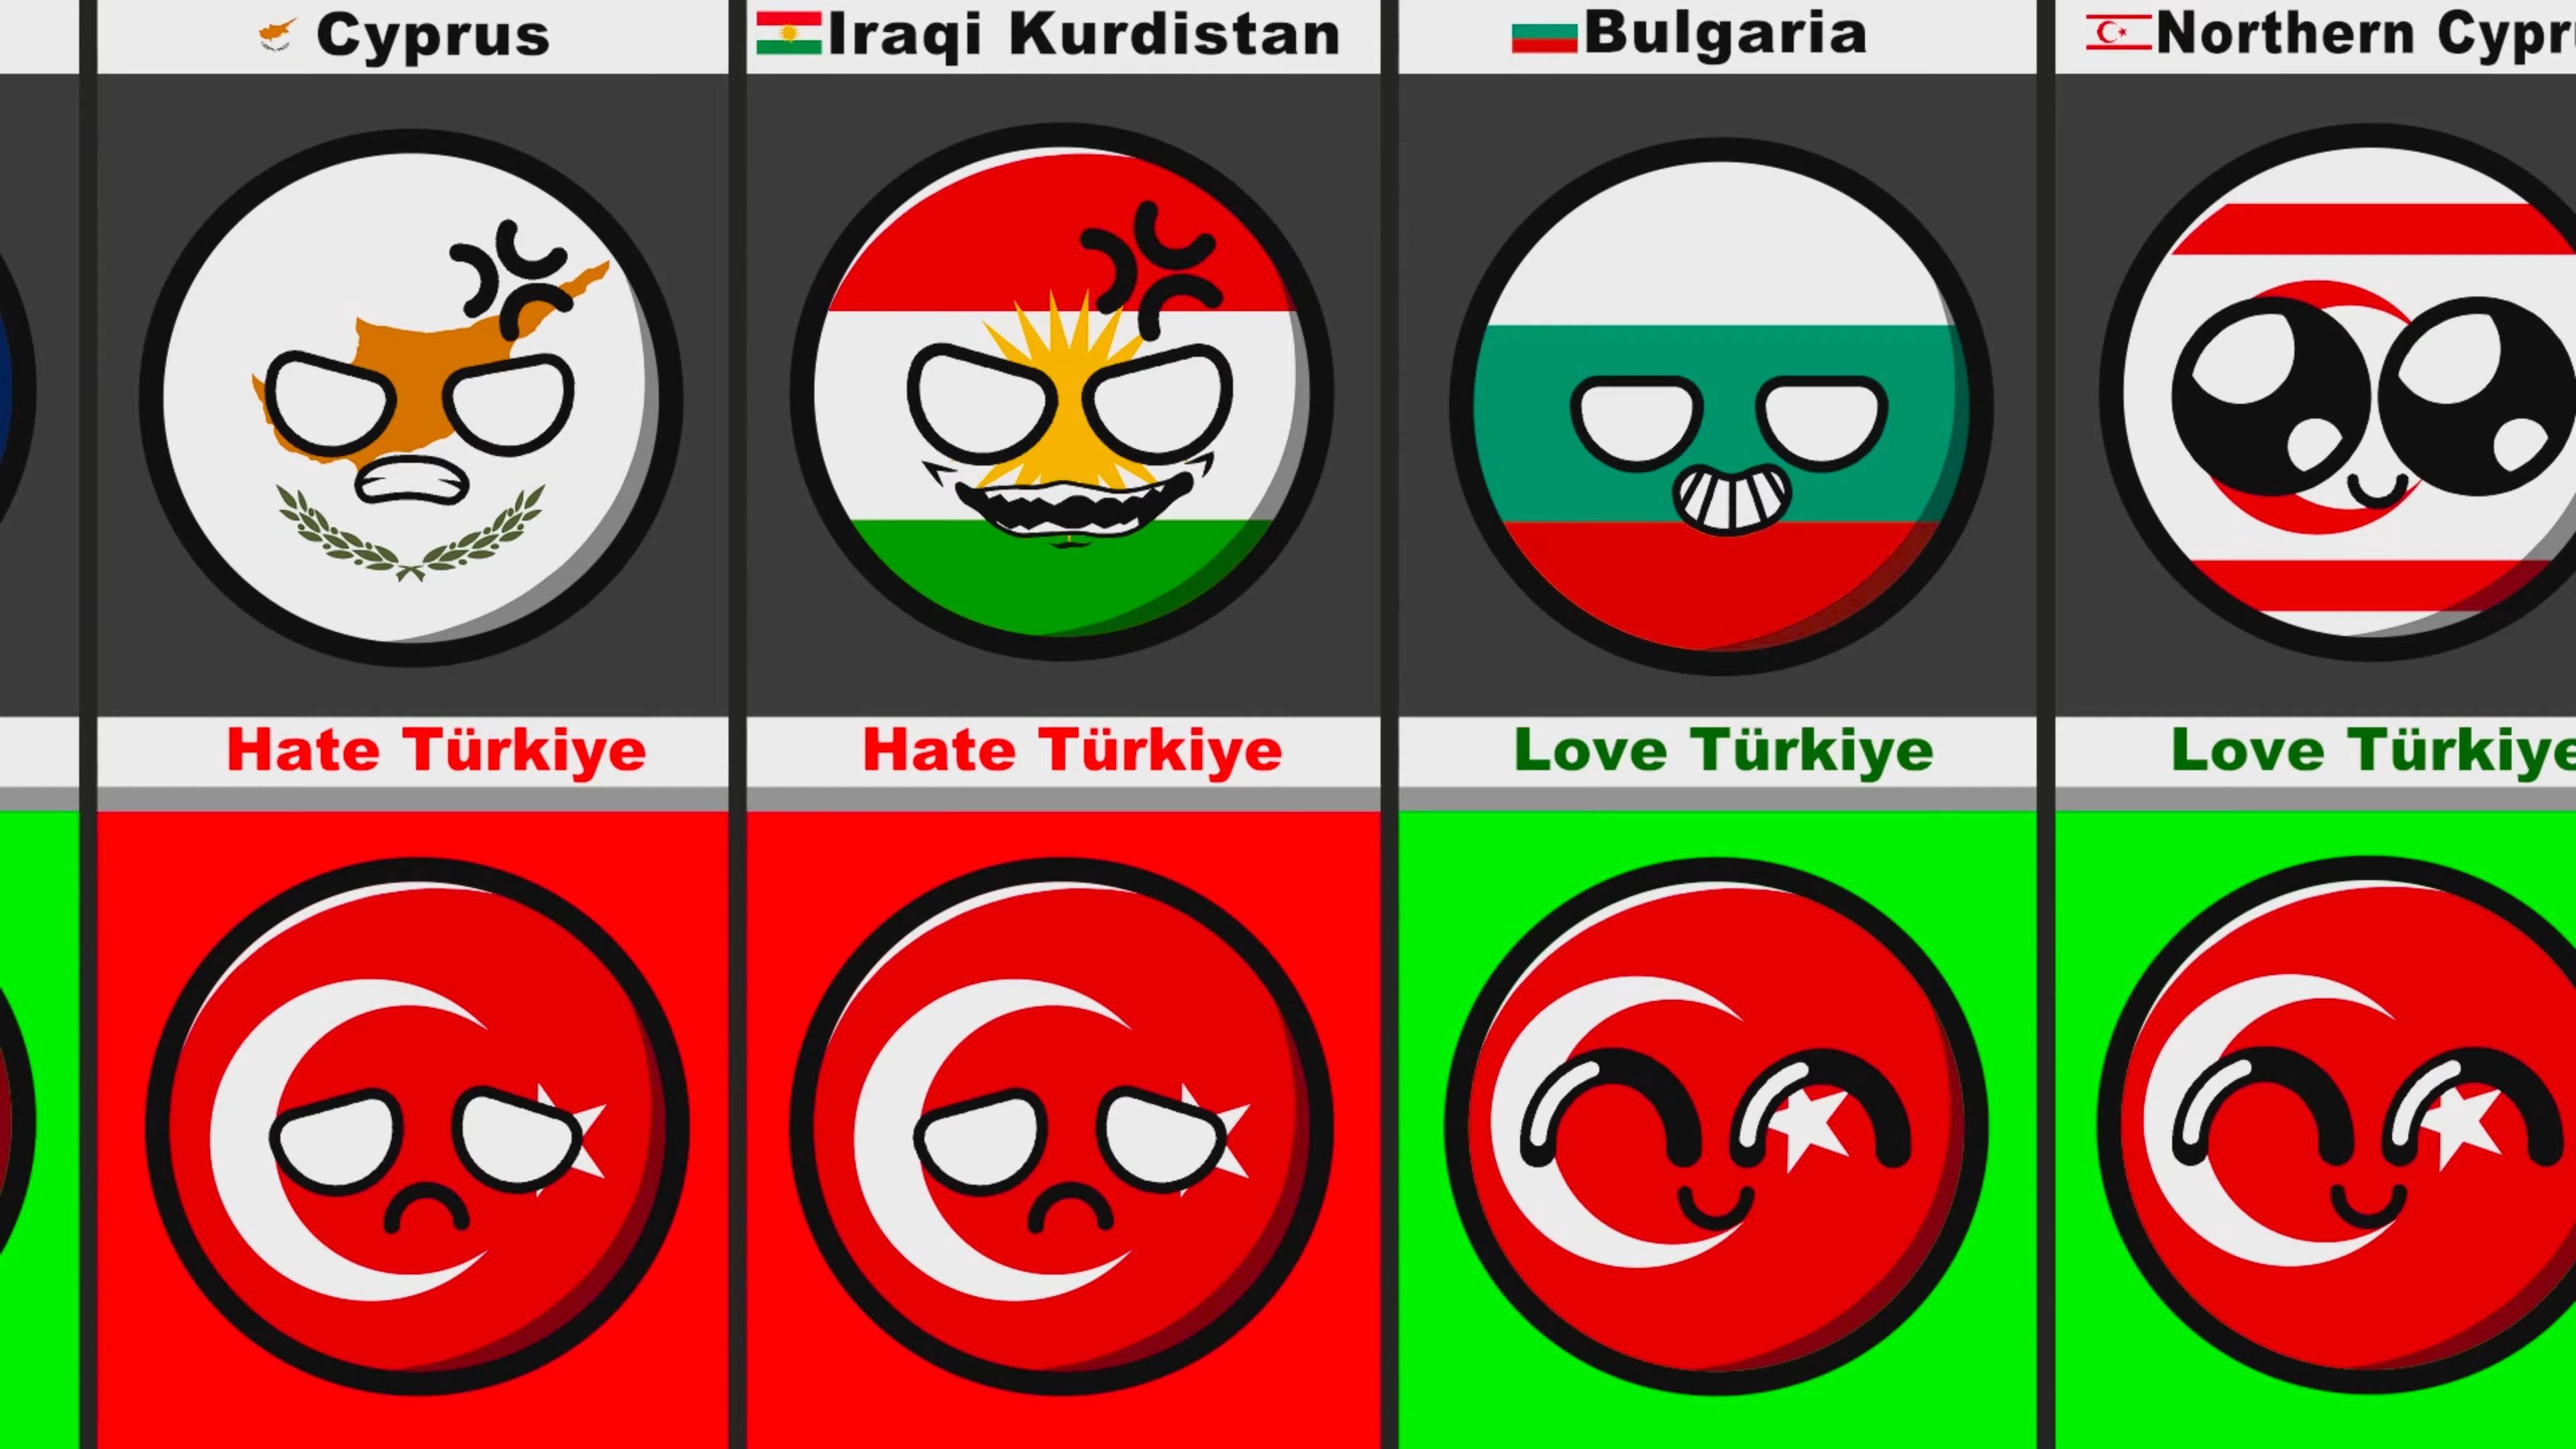 Cyprus
Iraqi Kurdistan
Bulgaria
Northern Cypr
Hate Türkiye
Hate Türkiye
Love Türkiye
Love Türkiye